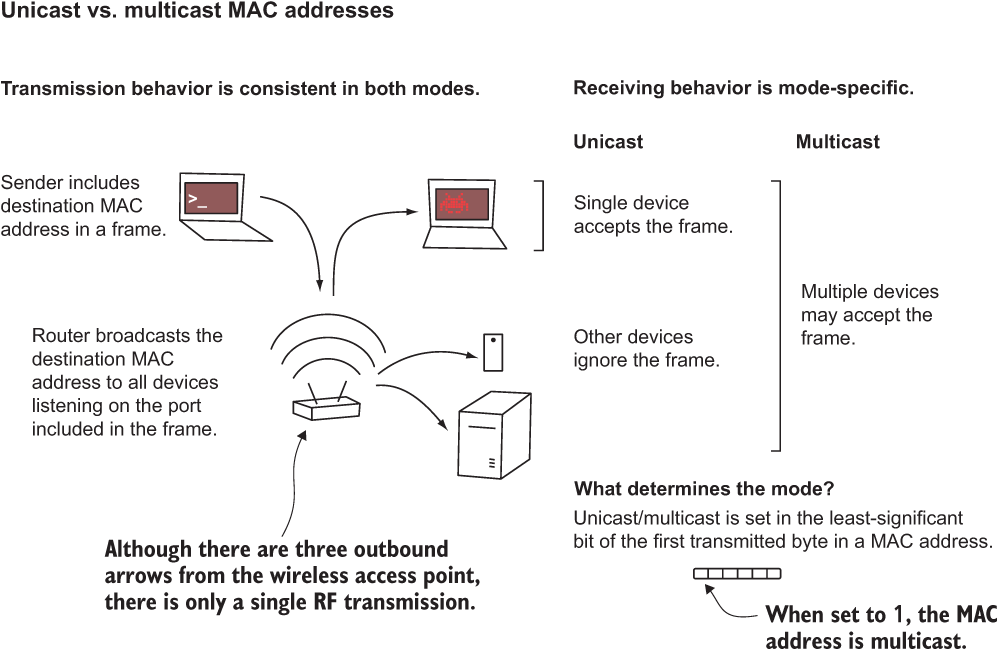 Unicast vs. multicast MAC addresses
Transmission behavior is consistent in both modes.
Receiving behavior is mode-specific.
Unicast
Multicast
Sender includes
destination MAC
address in a frame.
>_
Single device
accepts the frame.
Multiple devices
may accept the
frame.
Router broadcasts the
destination MAC
address to all devices
listening on the port
included in the frame.
Other devices
ignore the frame.
Although there are three outbound
arrows from the wireless access point,
there is only a single RF transmission.
What determines the mode?
Unicast/multicast is set in the least-significant
bit of the first transmitted byte in a MAC address.
When set to 1, the MAC
address is multicast.